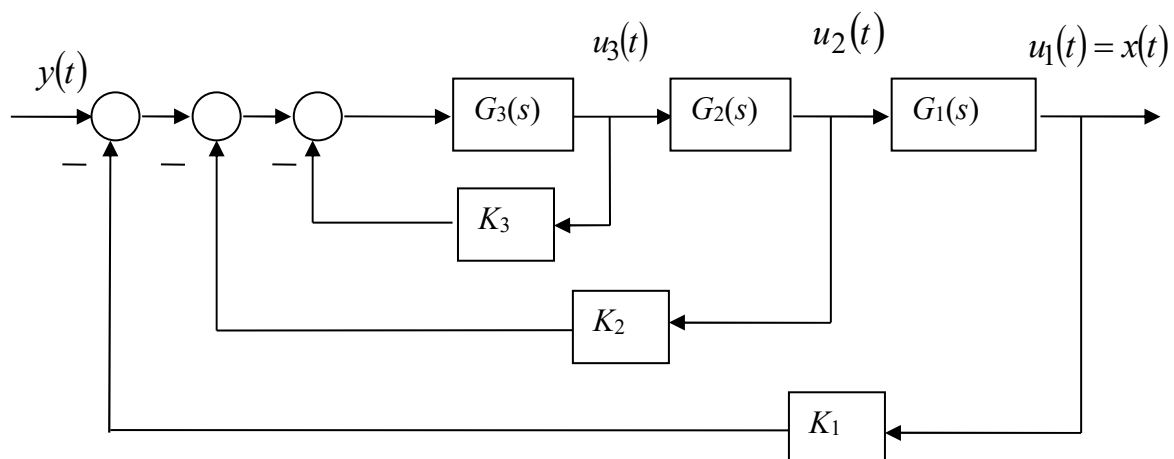 y(t)
u₃(t)
u₂(t)
u₁(t) = x(t)
G₃(s)
G₂(s)
G₁(s)
– – –
K₃
K₂
K₁